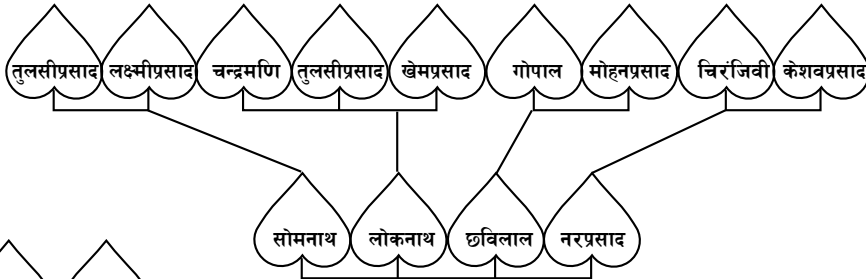 तुलसीप्रसाद लक्ष्मीप्रसाद चन्द्रमणि तुलसीप्रसाद खेमप्रसाद गोपाल मोहनप्रसाद चिरंजिवी केशवप्रसाद
सोमनाथ लोकनाथ छविलाल नरप्रसाद